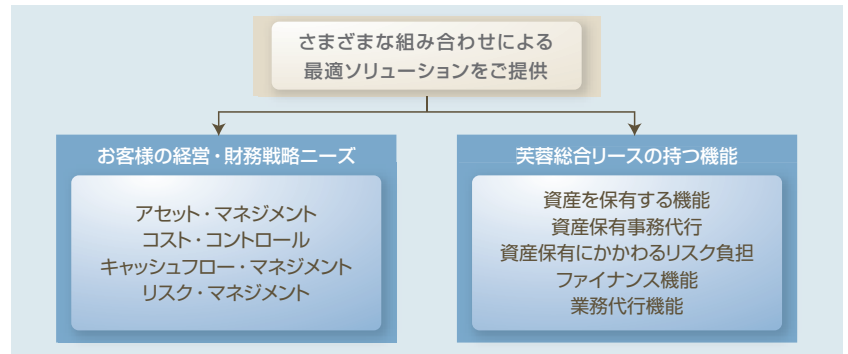 さまざまな組み合わせによる
最適ソリューションをご提供
お客様の経営・財務戦略ニーズ
アセット・マネジメント
コスト・コントロール
キャッシュフロー・マネジメント
リスク・マネジメント
芙蓉総合リースの持つ機能
資産を保有する機能
資産保有事務代行
資産保有にかかわるリスク負担
ファイナンス機能
業務代行機能